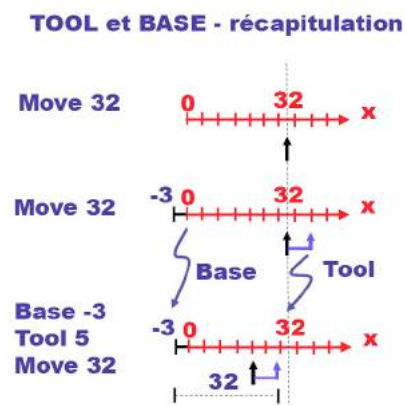 TOOL et BASE - récapitulation
Move 32
0 32 x
Move 32
-3 0 32 x
Base Tool
Base -3
Tool 5
Move 32
-3 0 32 x
32